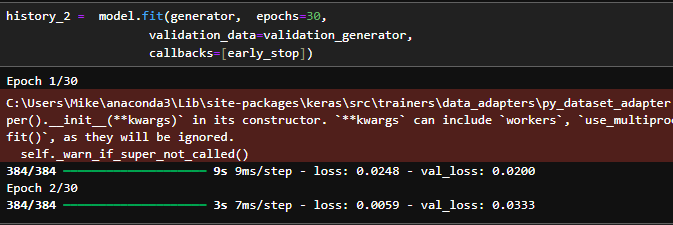 history_2 =  model.fit(generator,  epochs=30,
validation_data=validation_generator,
callbacks=[early_stop])
Epoch 1/30
C:\Users\Mike\anaconda3\Lib\site-packages\keras\src\trainers\data_adapters\py_dataset_adapter
per().__init__(**kwargs)` in its constructor. `**kwargs` can include `workers`, `use_multiproc
fit()`, as they will be ignored.
self._warn_if_super_not_called()
384/384 ━━━━━━━━━━━━━━━━━━━━ 9s 9ms/step - loss: 0.0248 - val_loss: 0.0200
Epoch 2/30
384/384 ━━━━━━━━━━━━━━━━━━━━ 3s 7ms/step - loss: 0.0059 - val_loss: 0.0333